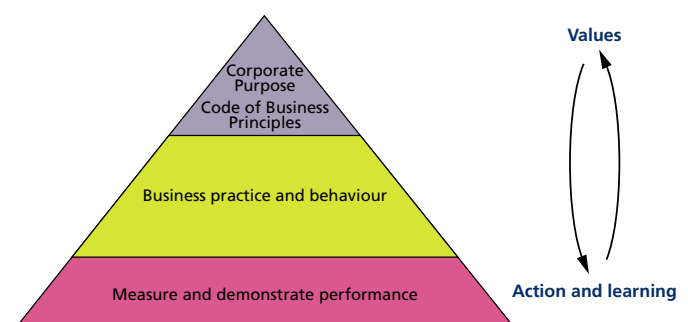 Values
Corporate
Purpose
Code of Business
Principles
Business practice and behaviour
Measure and demonstrate performance
Action and learning